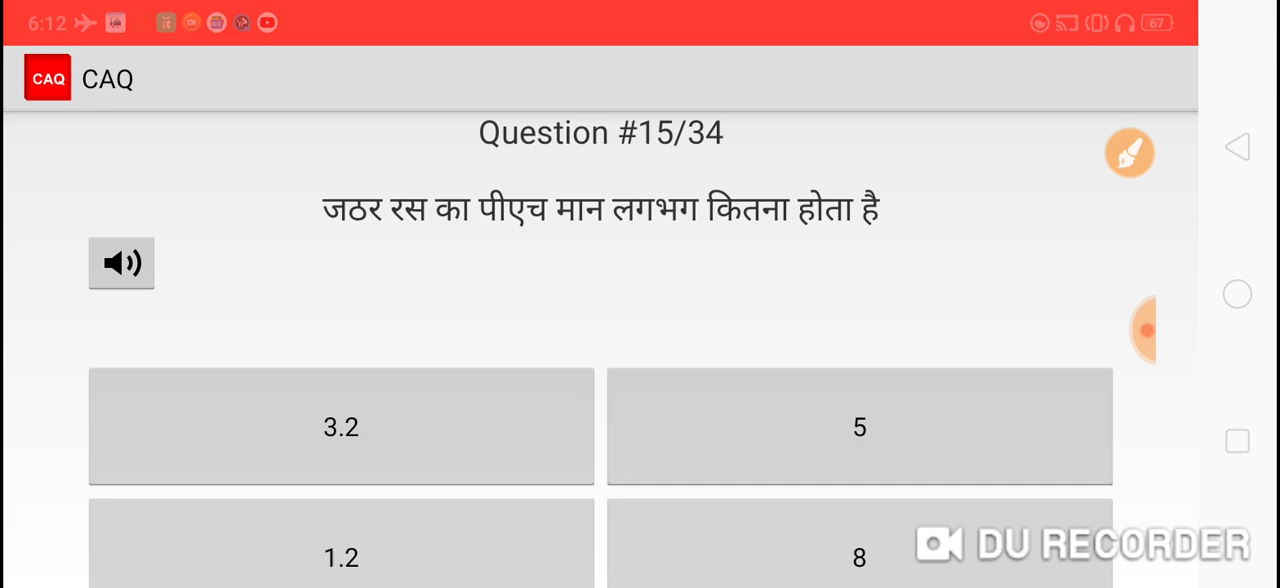 6:12
67
CAQ CAQ
Question #15/34
जठर रस का पीएच मान लगभग कितना होता है
3.2
5
1.2
8
DU RECORDER